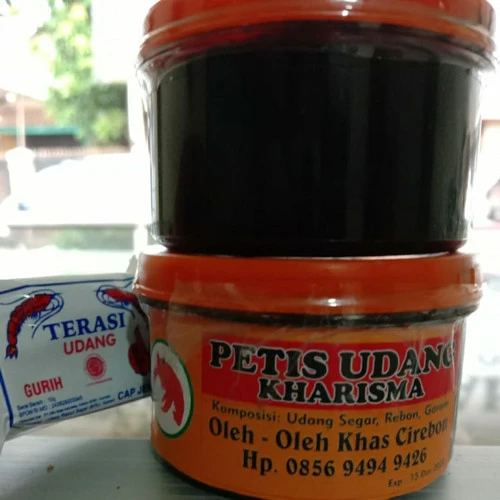 TERASI
UDANG
GURIH
PETIS UDANG
KHARISMA
Komposisi: Udang Segar, Rebon, Garam
Oleh - Oleh Khas Cirebon
Hp. 0856 9494 9426
Exp